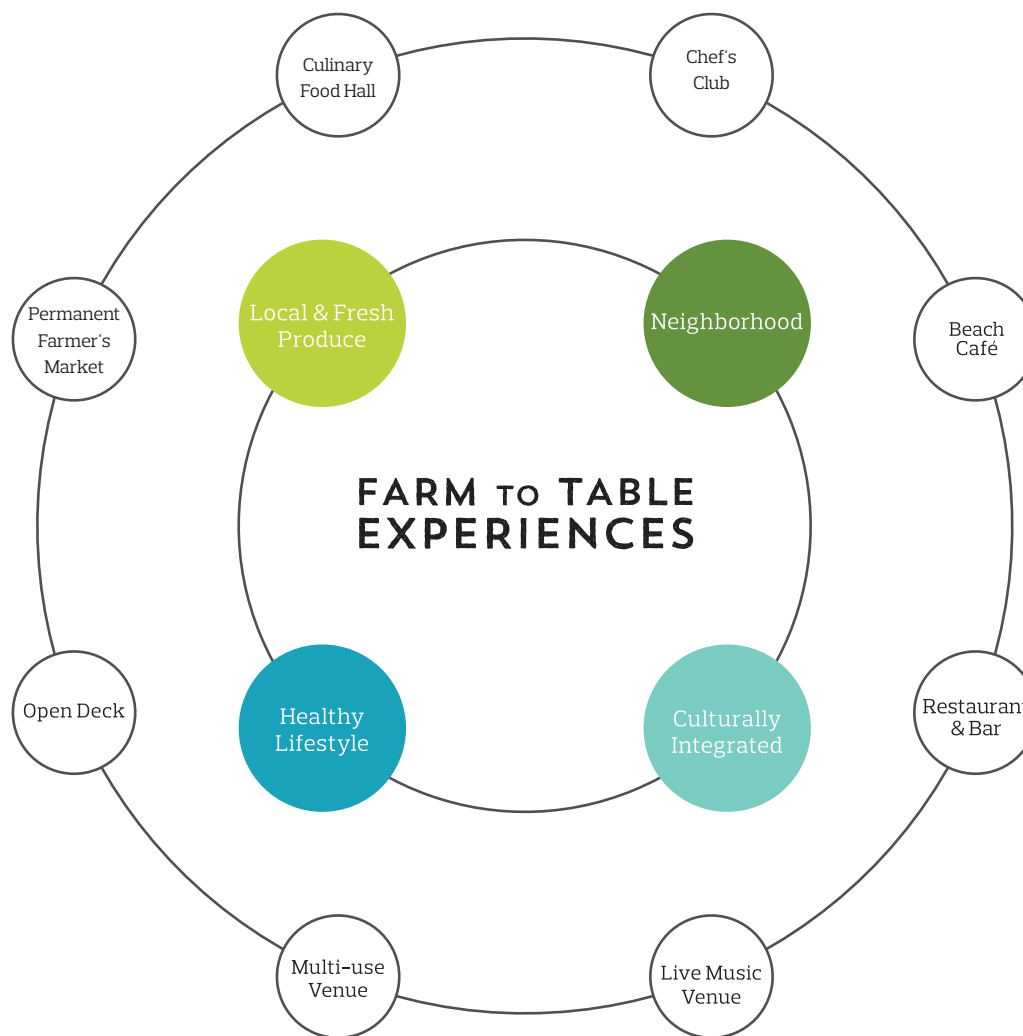 Culinary
Food Hall
Chef's
Club
Permanent
Farmer's
Market
Local & Fresh
Produce
Neighborhood
Beach
Café
FARM TO TABLE
EXPERIENCES
Open Deck
Healthy
Lifestyle
Culturally
Integrated
Restaurant
& Bar
Multi-use
Venue
Live Music
Venue